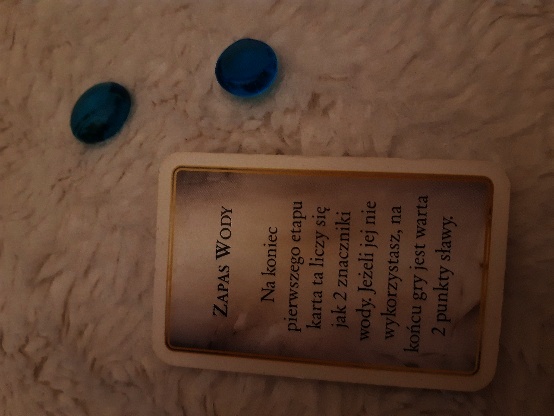 ZAPAS WODY
Na koniec
pierwszego etapu
karta ta liczy się
jak 2 znaczniki
wody. Jeżeli jej nie
wykorzystasz, na
końcu gry jest warta
2 punkty sławy.